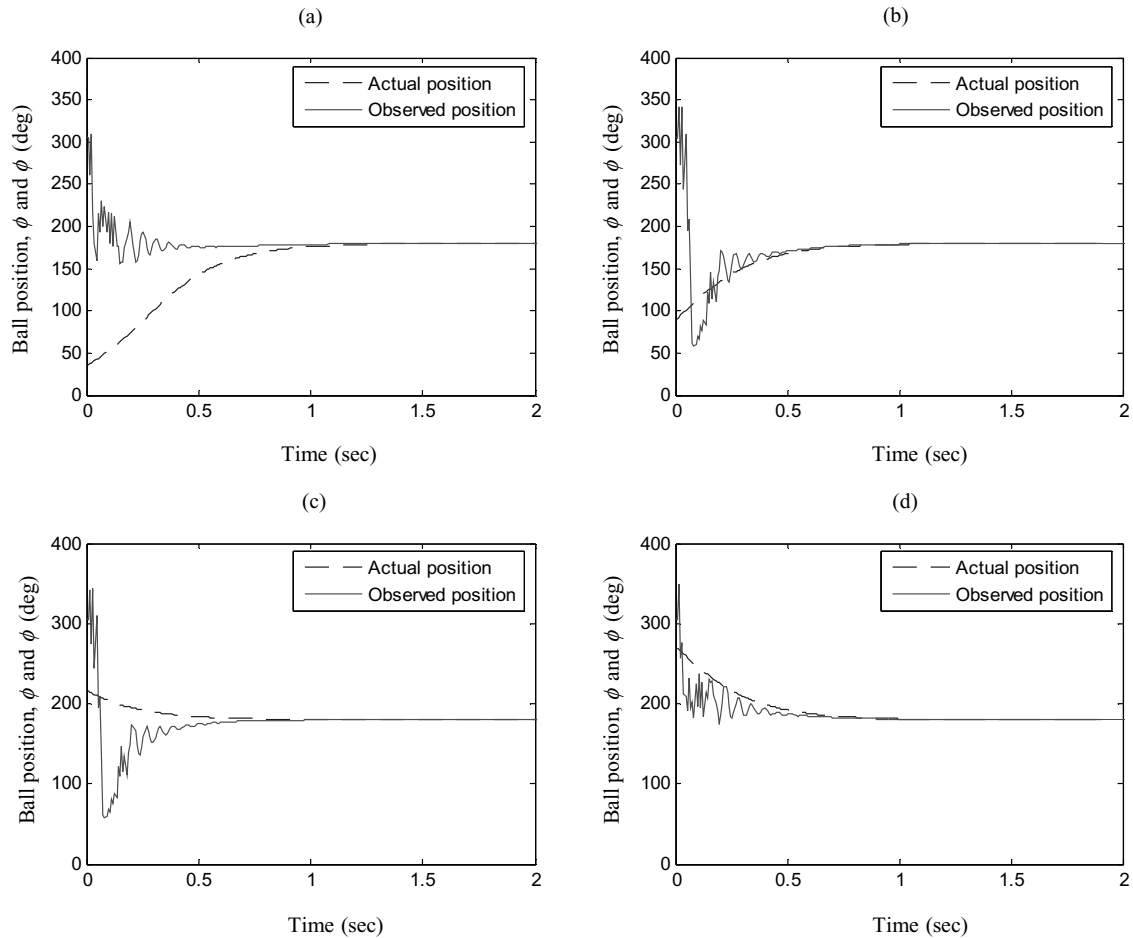 (a)
Ball position, ϕ and ϕ (deg)
400
350
300
250
200
150
100
50
0
Actual position
Observed position
0 0.5 1 1.5 2
Time (sec)
(b)
Ball position, ϕ and ϕ (deg)
400
350
300
250
200
150
100
50
0
Actual position
Observed position
0 0.5 1 1.5 2
Time (sec)
(c)
Ball position, ϕ and ϕ (deg)
400
300
200
100
0
Actual position
Observed position
0 0.5 1 1.5 2
Time (sec)
(d)
Ball position, ϕ and ϕ (deg)
400
300
200
100
0
Actual position
Observed position
0 0.5 1 1.5 2
Time (sec)